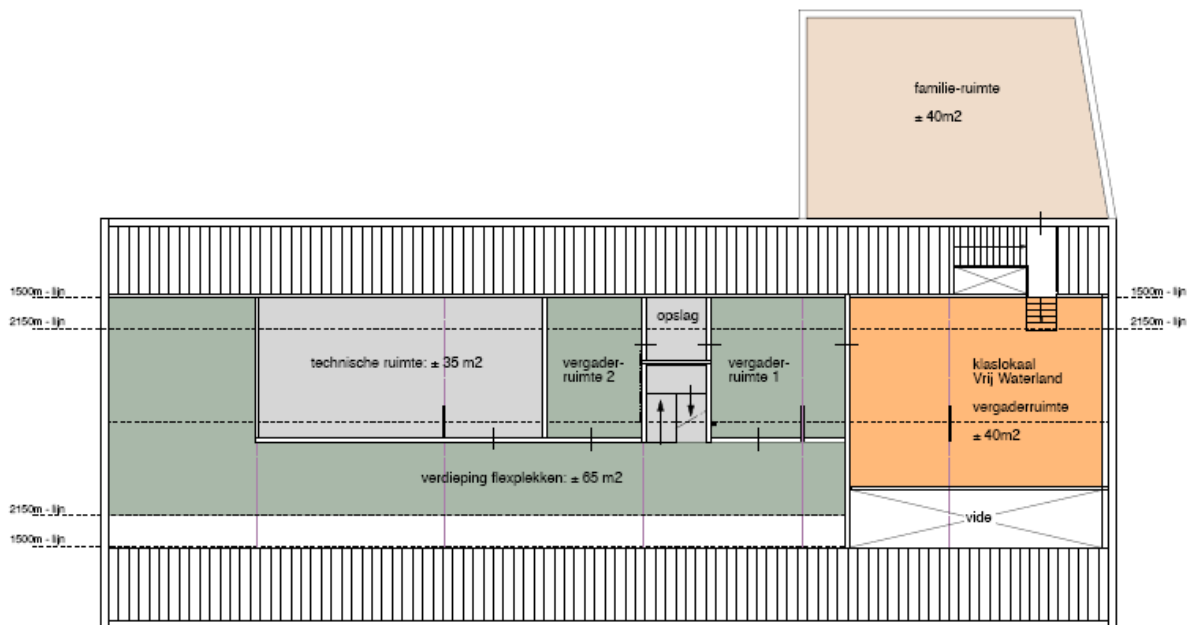 familie-ruimte
± 40m2
1500m - lijn
1500m - lijn
2150m - lijn
2150m - lijn
opslag
technische ruimte: ± 35 m2
vergader-
ruimte 2
vergader-
ruimte 1
klaslokaal
Vrij Waterland
vergaderruimte
± 40m2
verdieping flexplekken: ± 65 m2
2150m - lijn
vide
1500m - lijn